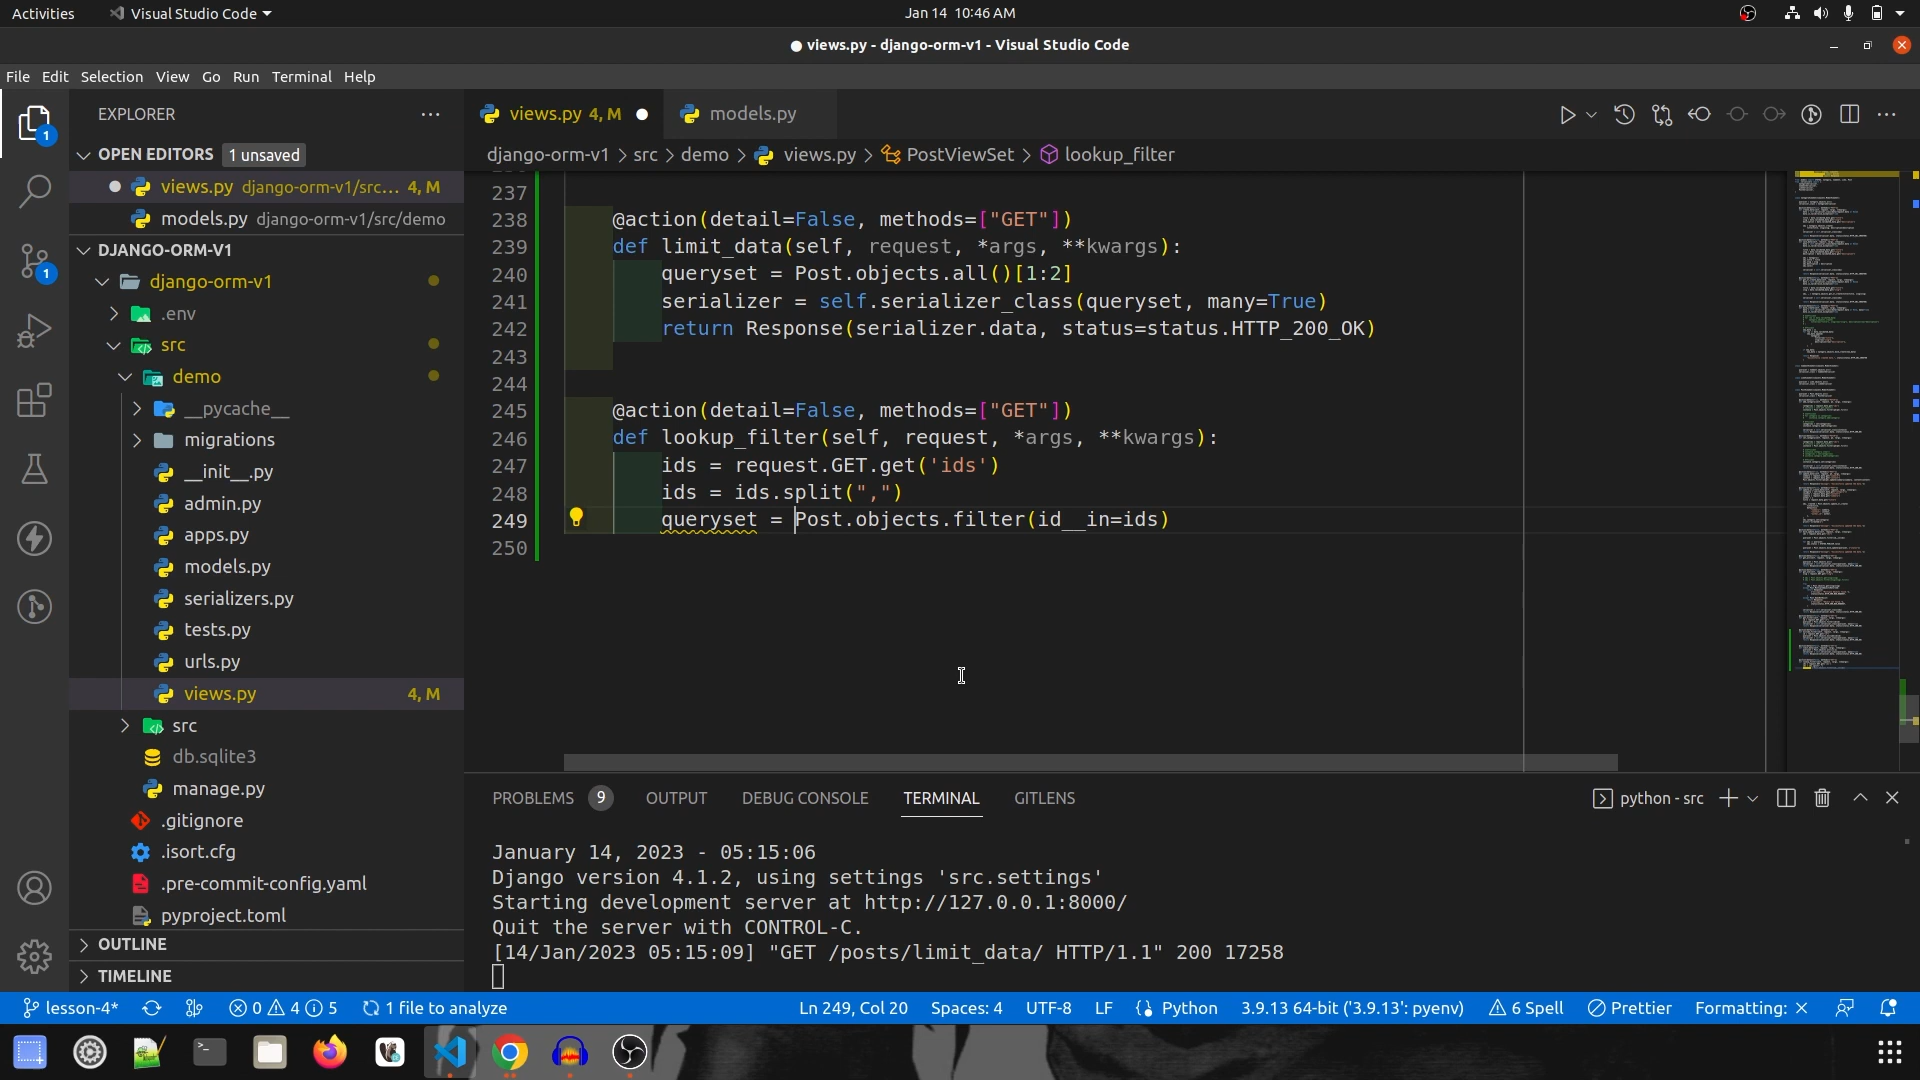 Activities
Visual Studio Code
Jan 14 10:46 AM
● views.py - django-orm-v1 - Visual Studio Code
File Edit Selection View Go Run Terminal Help
EXPLORER
OPEN EDITORS 1 unsaved
views.py django-orm-v1/src... 4, M
models.py django-orm-v1/src/demo
DJANGO-ORM-V1
django-orm-v1
.env
src
demo
__pycache__
migrations
__init__.py
admin.py
apps.py
models.py
serializers.py
tests.py
urls.py
views.py 4, M
src
db.sqlite3
manage.py
.gitignore
.isort.cfg
.pre-commit-config.yaml
pyproject.toml
OUTLINE
TIMELINE
1
1
views.py 4, M
models.py
django-orm-v1 > src > demo > views.py > PostViewSet > lookup_filter
237
238 @action(detail=False, methods=["GET"])
239 def limit_data(self, request, *args, **kwargs):
240 queryset = Post.objects.all()[1:2]
241 serializer = self.serializer_class(queryset, many=True)
242 return Response(serializer.data, status=status.HTTP_200_OK)
243
244
245 @action(detail=False, methods=["GET"])
246 def lookup_filter(self, request, *args, **kwargs):
247 ids = request.GET.get('ids')
248 ids = ids.split(",")
249 queryset = Post.objects.filter(id__in=ids)
250
PROBLEMS 9 OUTPUT DEBUG CONSOLE TERMINAL GITLENS
python - src
January 14, 2023 - 05:15:06
Django version 4.1.2, using settings 'src.settings'
Starting development server at http://127.0.0.1:8000/
Quit the server with CONTROL-C.
[14/Jan/2023 05:15:09] "GET /posts/limit_data/ HTTP/1.1" 200 17258
lesson-4* 0 4 5 1 file to analyze
Ln 249, Col 20 Spaces: 4 UTF-8 LF Python 3.9.13 64-bit ('3.9.13': pyenv) 6 Spell Prettier Formatting: ✕